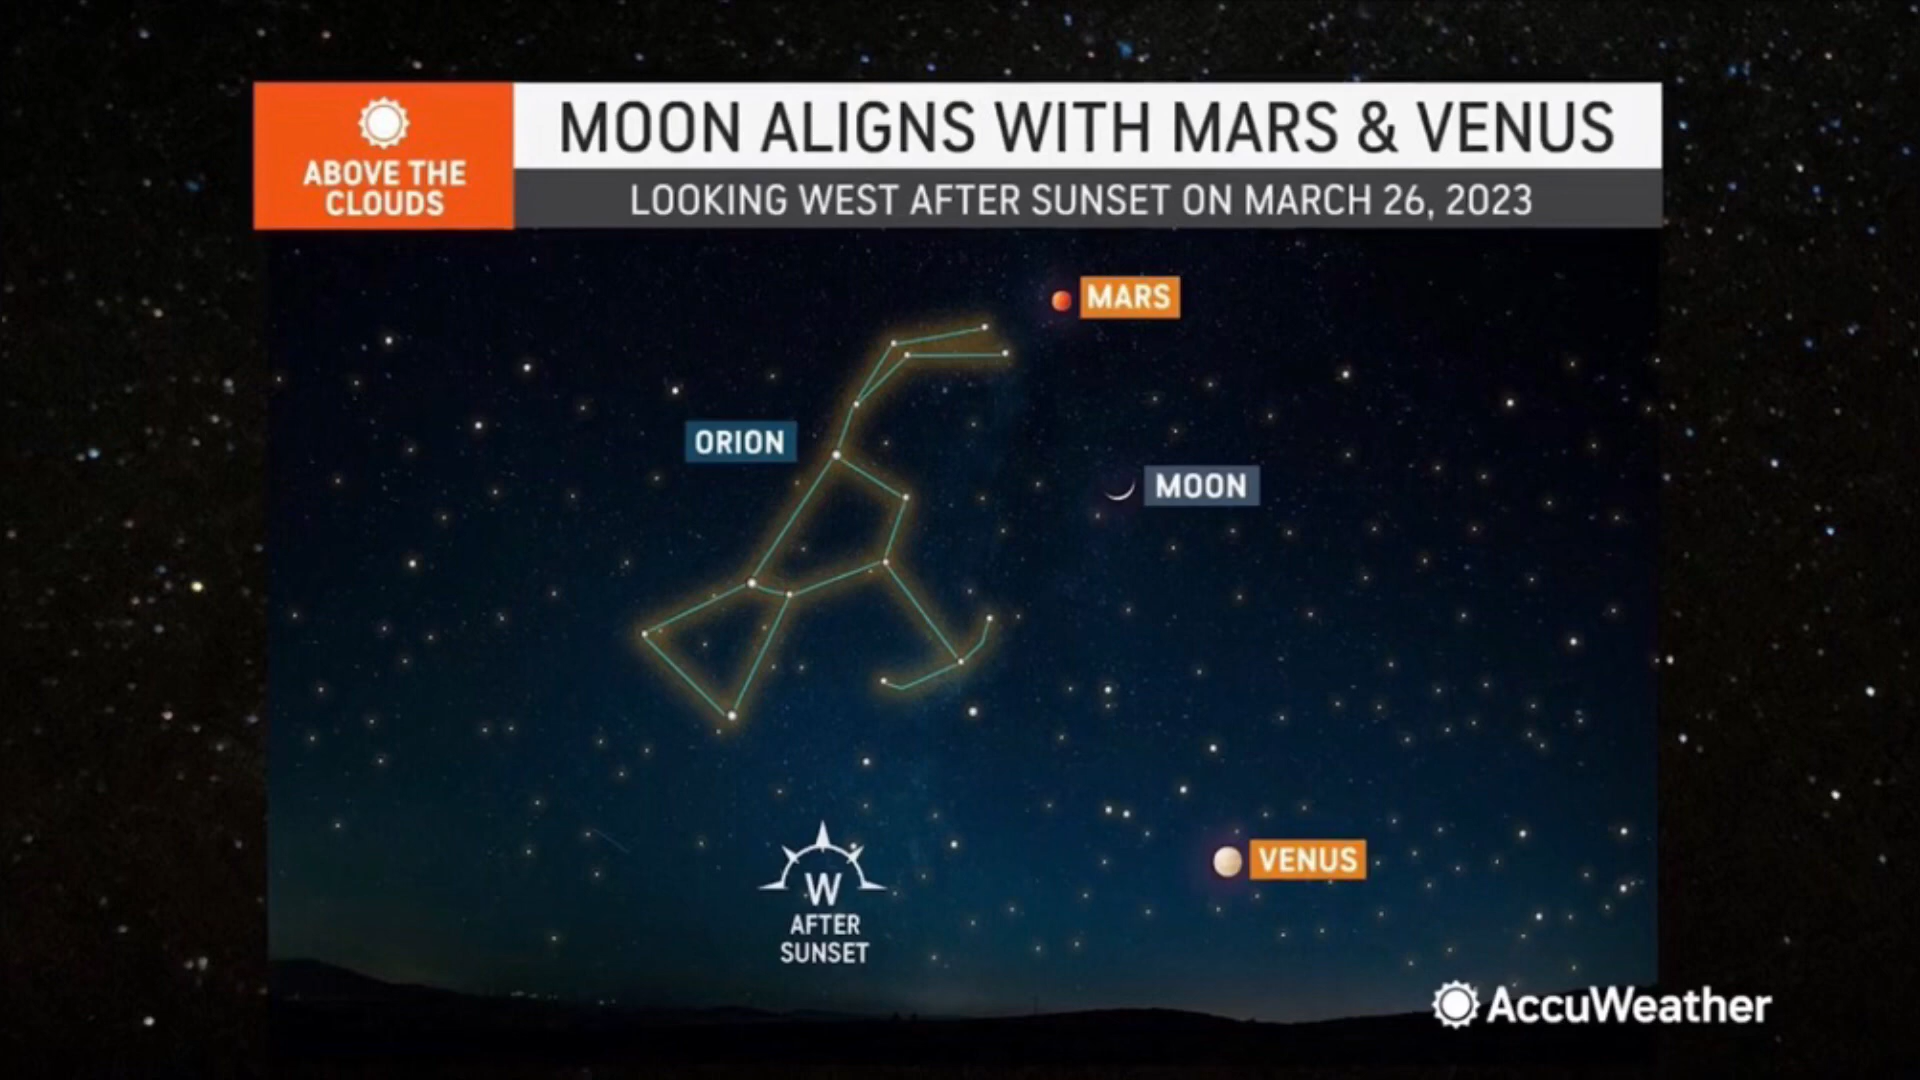 ABOVE THE
CLOUDS
MOON ALIGNS WITH MARS & VENUS
LOOKING WEST AFTER SUNSET ON MARCH 26, 2023
MARS
ORION
MOON
VENUS
W
AFTER
SUNSET
AccuWeather